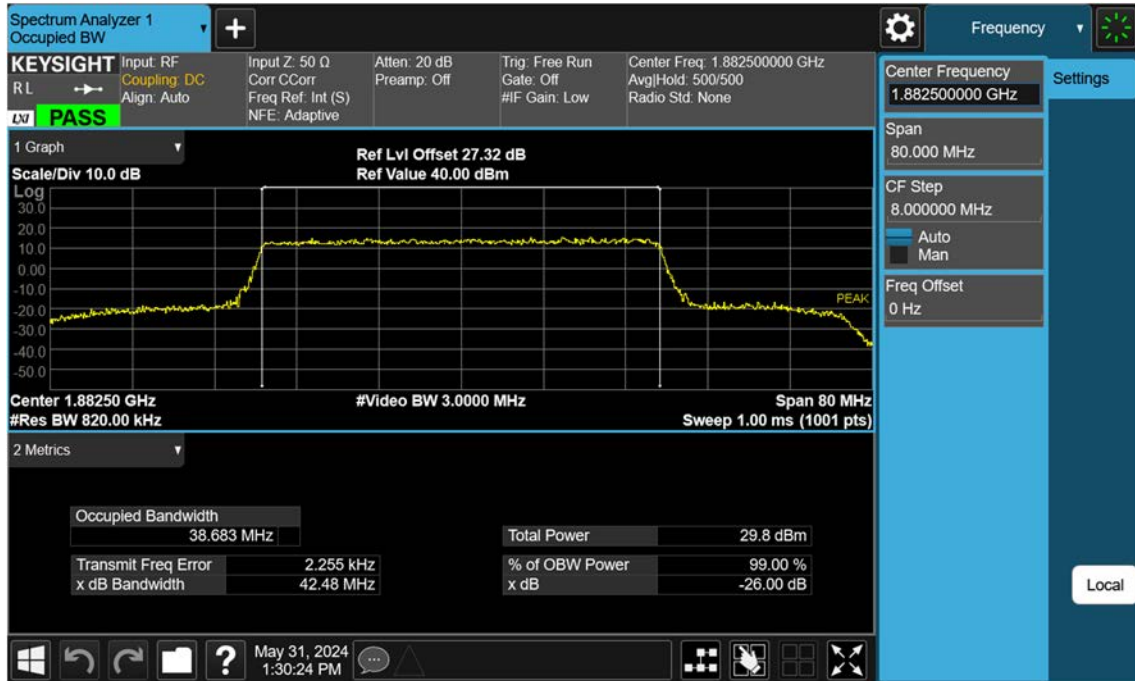 Spectrum Analyzer 1
Occupied BW
+
Frequency
KEYSIGHT
RL
LXI
PASS
Input: RF
Coupling: DC
Align: Auto
Input Z: 50 Ω
Corr CCorr
Freq Ref: Int (S)
NFE: Adaptive
Atten: 20 dB
Preamp: Off
Trig: Free Run
Gate: Off
#IF Gain: Low
Center Freq: 1.882500000 GHz
Avg|Hold: 500/500
Radio Std: None
Center Frequency
1.882500000 GHz
Settings
Span
80.000 MHz
CF Step
8.000000 MHz
Auto
Man
Freq Offset
0 Hz
Local
1 Graph
Scale/Div 10.0 dB
Ref Lvl Offset 27.32 dB
Ref Value 40.00 dBm
Log
30.0
20.0
10.0
0.00
-10.0
-20.0
-30.0
-40.0
-50.0
PEAK
Center 1.88250 GHz
#Video BW 3.0000 MHz
Span 80 MHz
#Res BW 820.00 kHz
Sweep 1.00 ms (1001 pts)
2 Metrics
Occupied Bandwidth
38.683 MHz
Total Power 29.8 dBm
Transmit Freq Error 2.255 kHz
% of OBW Power 99.00 %
x dB Bandwidth 42.48 MHz
x dB -26.00 dB
?
May 31, 2024
1:30:24 PM